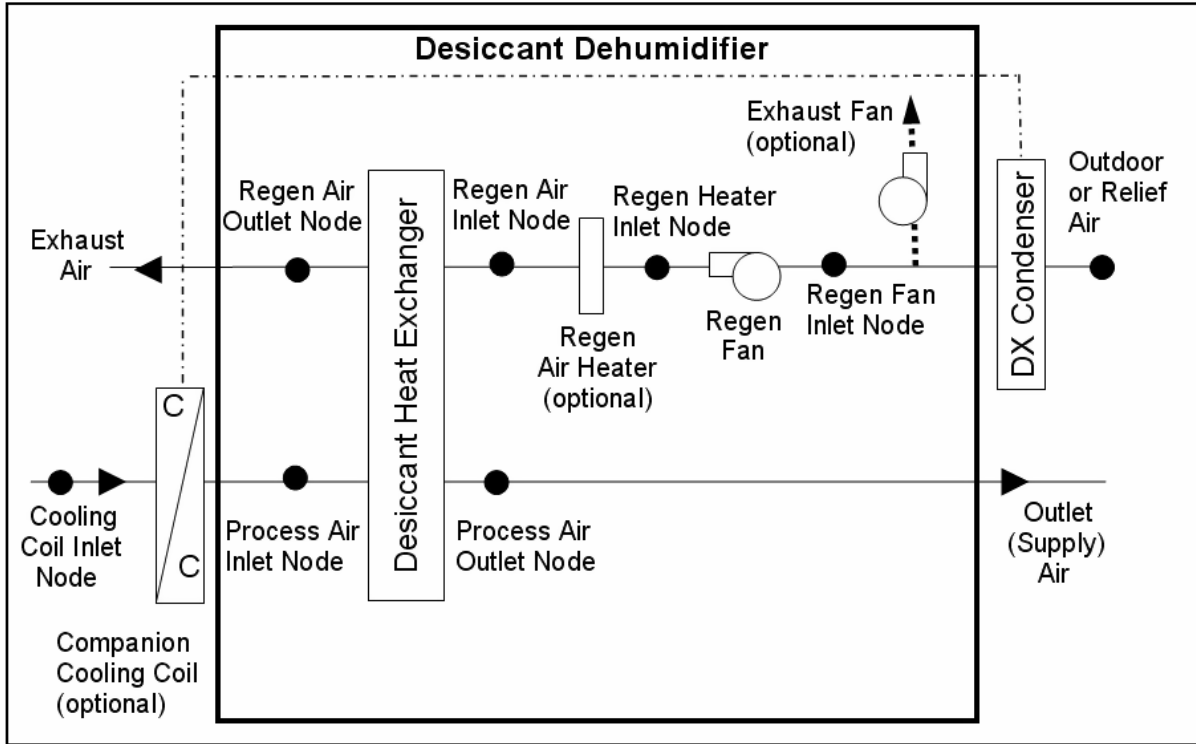 Desiccant Dehumidifier
Exhaust Fan
(optional)
Outdoor
or Relief
Air
Regen Air
Outlet Node
Regen Air
Inlet Node
Regen Heater
Inlet Node
Exhaust
Air
Desiccant Heat Exchanger
DX Condenser
Regen Fan
Inlet Node
Regen
Fan
Regen
Air Heater
(optional)
C
C
Cooling
Coil Inlet
Node
Process Air
Inlet Node
Process Air
Outlet Node
Outlet
(Supply)
Air
Companion
Cooling Coil
(optional)